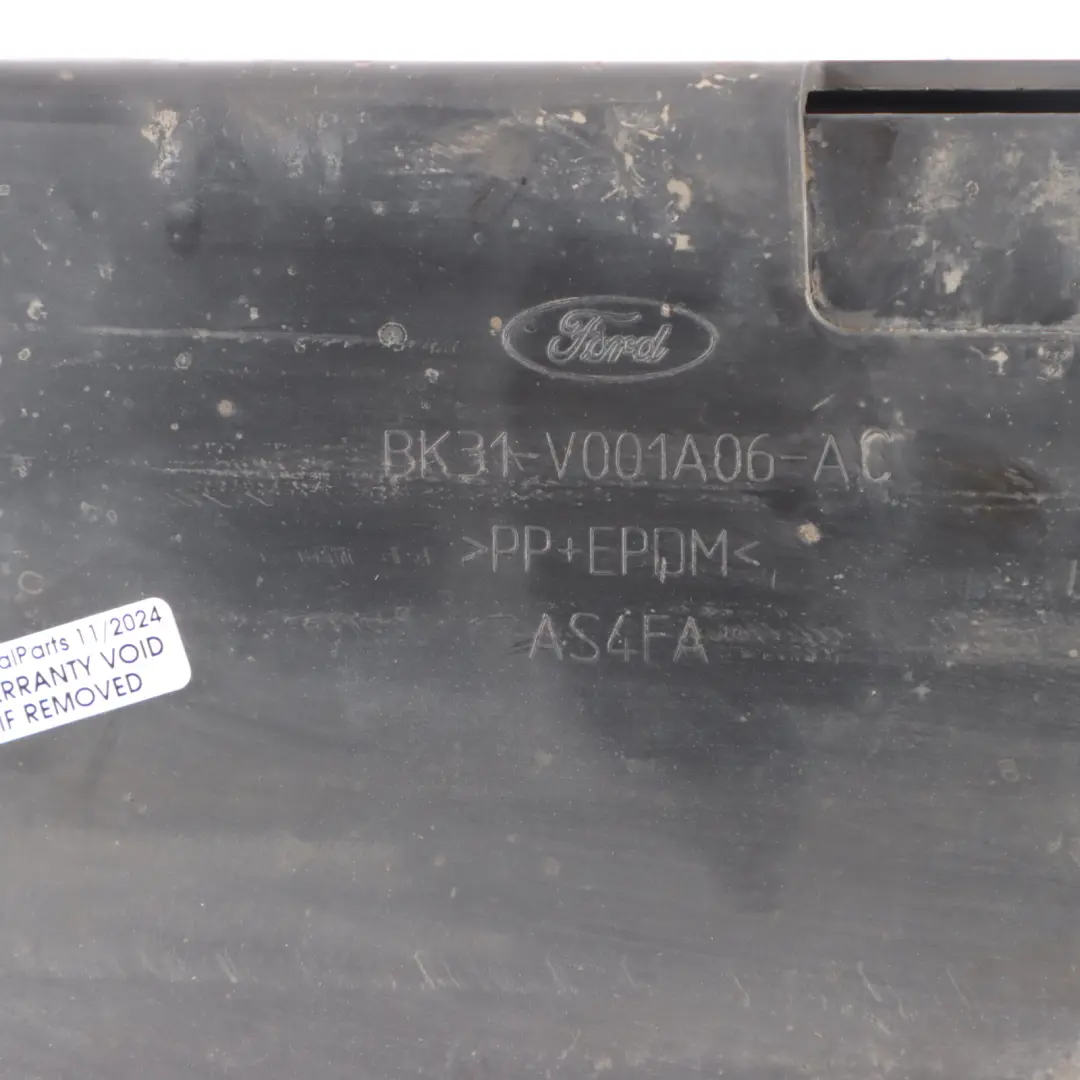 Ford
BK31-V001A06-AC
>PP+EPDM<
AS4FA
alParts 11/2024
RRANTY VOID
IF REMOVED